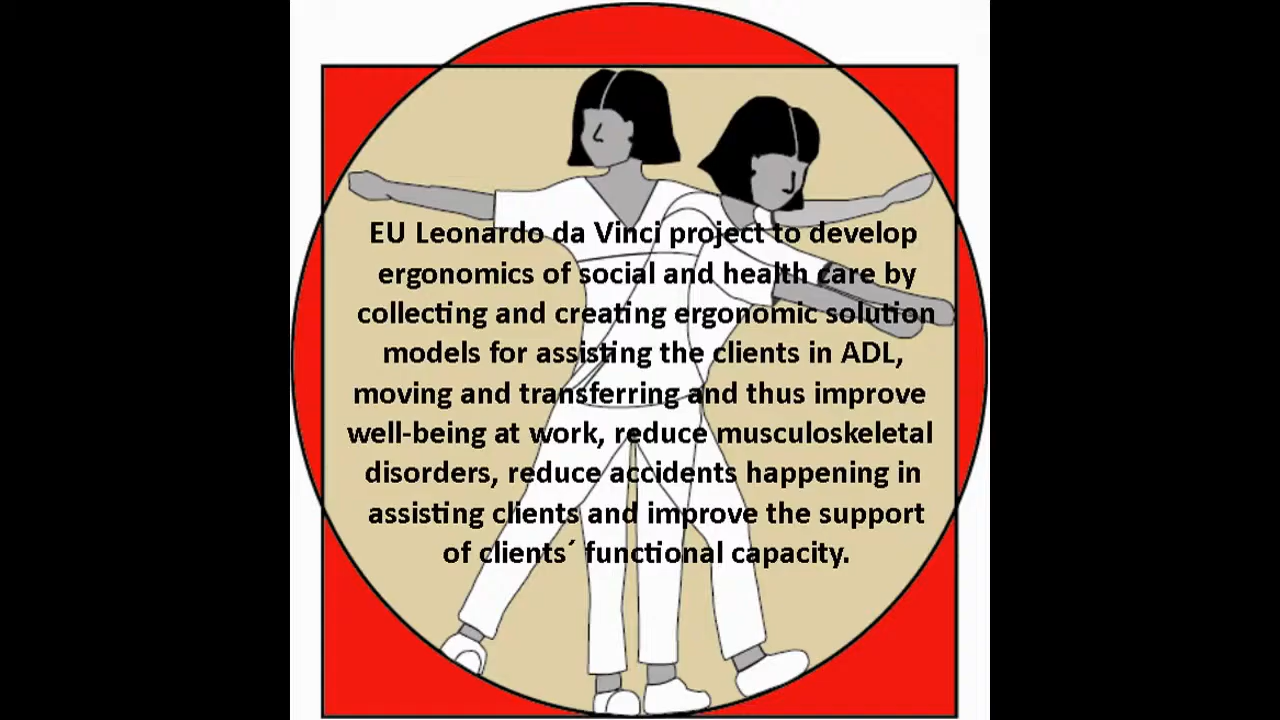 EU Leonardo da Vinci project to develop
ergonomics of social and health care by
collecting and creating ergonomic solution
models for assisting the clients in ADL,
moving and transferring and thus improve
well-being at work, reduce musculoskeletal
disorders, reduce accidents happening in
assisting clients and improve the support
of clients´ functional capacity.